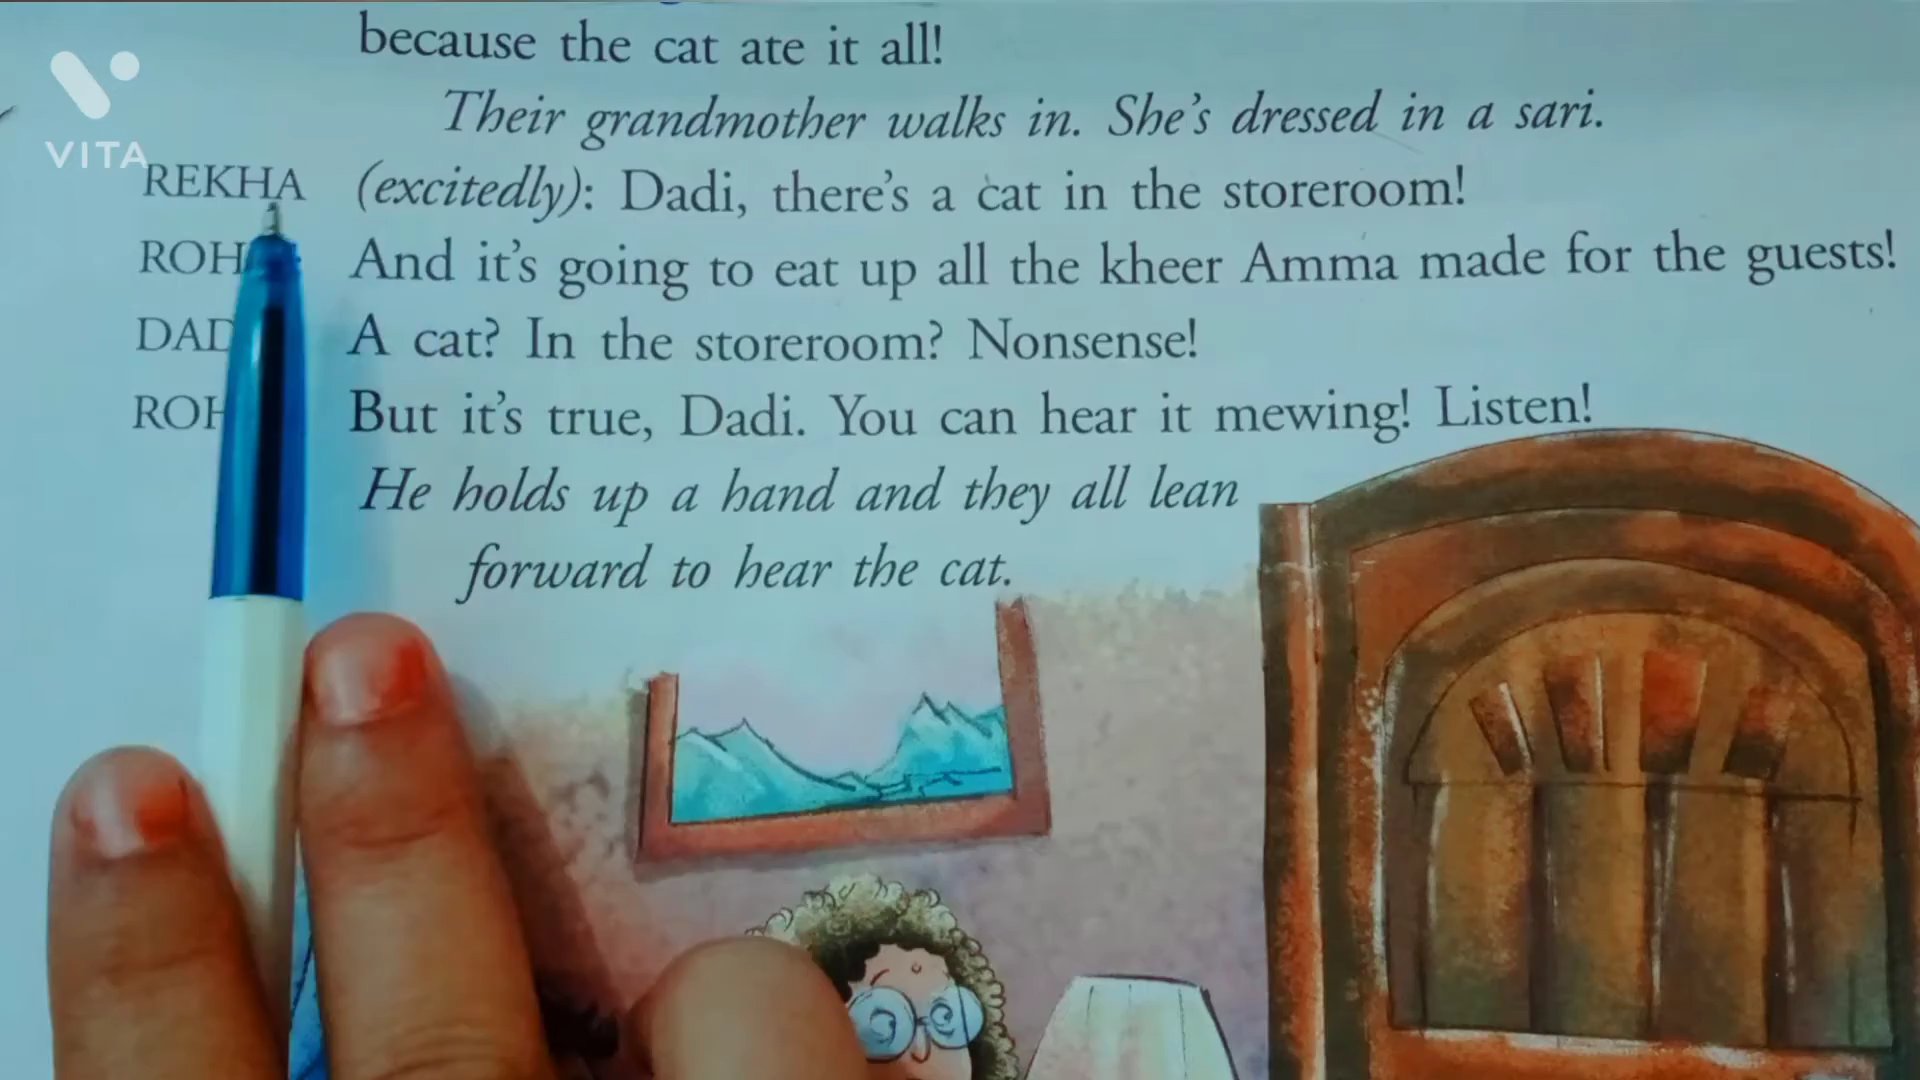 because the cat ate it all!
Their grandmother walks in. She's dressed in a sari.
VITA
REKHA (excitedly): Dadi, there's a cat in the storeroom!
And it's going to eat up all the kheer Amma made for the guests!
A cat? In the storeroom? Nonsense!
But it's true, Dadi. You can hear it mewing! Listen!
He holds up a hand and they all lean
forward to hear the cat.